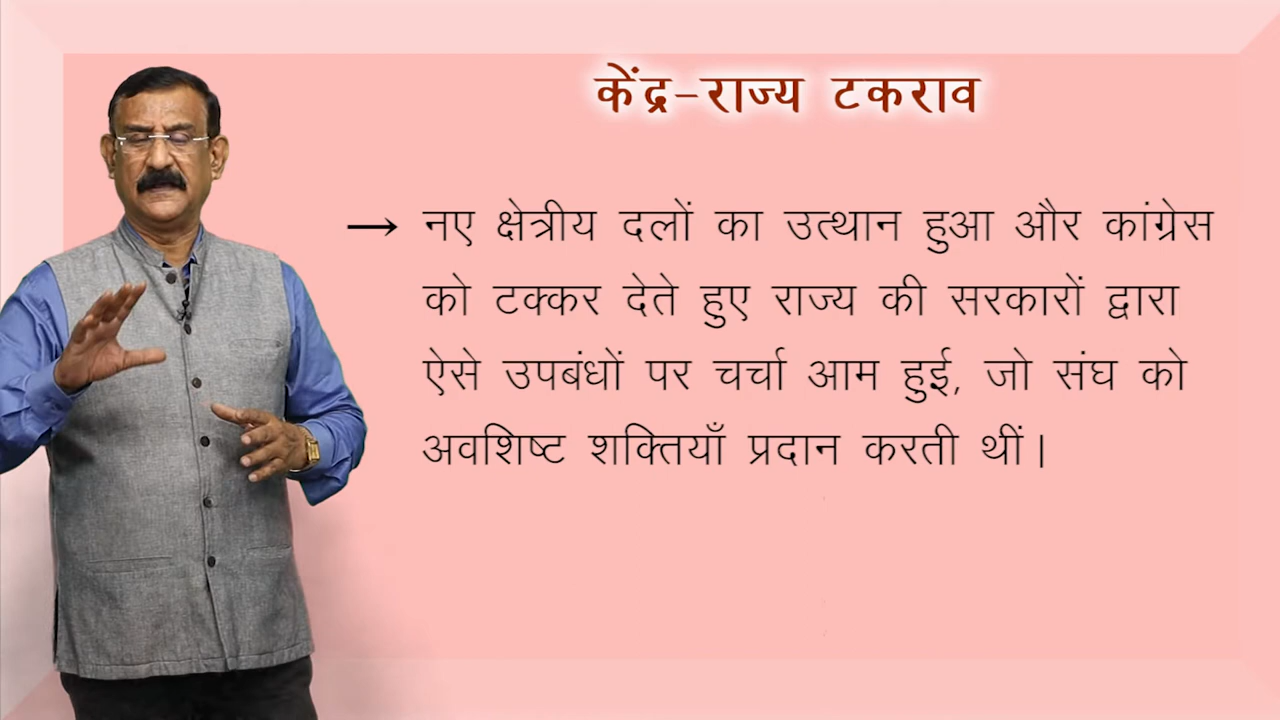 केंद्र-राज्य टकराव
→ नए क्षेत्रीय दलों का उत्थान हुआ और कांग्रेस
को टक्कर देते हुए राज्य की सरकारों द्वारा
ऐसे उपबंधों पर चर्चा आम हुई, जो संघ को
अवशिष्ट शक्तियाँ प्रदान करती थीं।